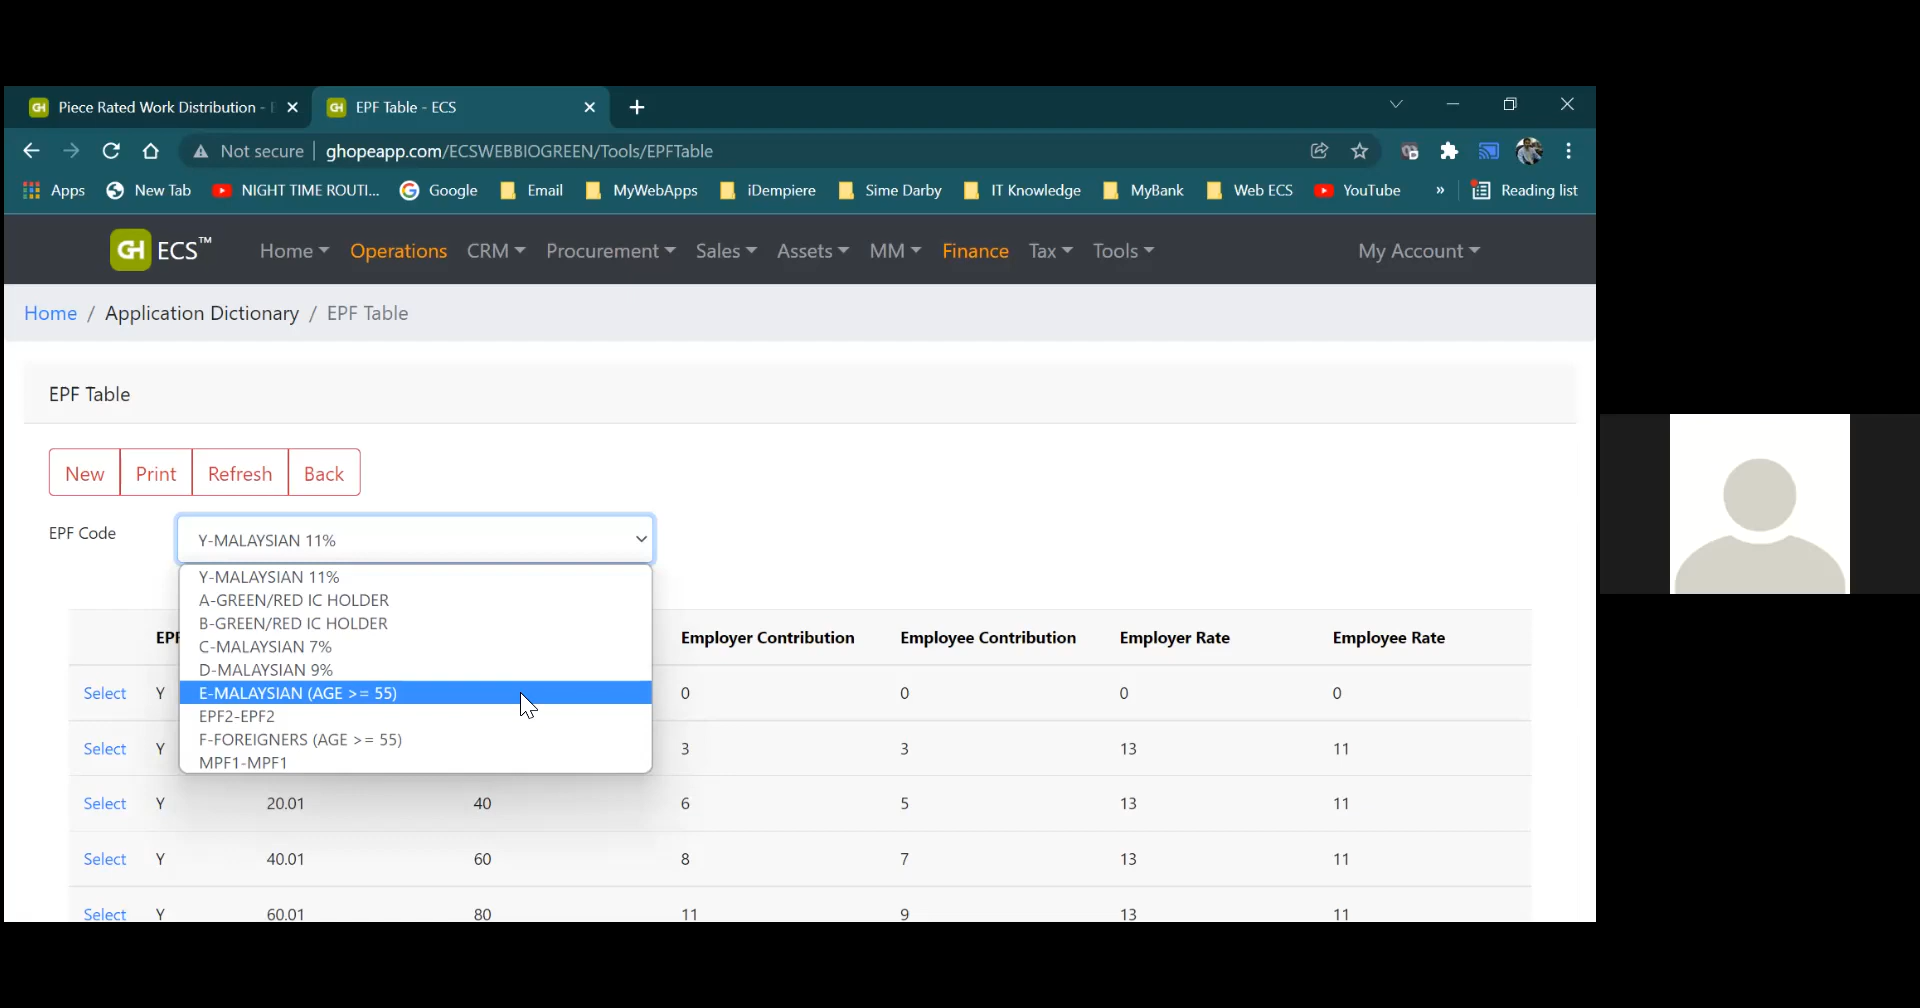 Piece Rated Work Distribution -
EPF Table - ECS
Not secure ghopeapp.com/ECSWEBBIOGREEN/Tools/EPFTable
Apps New Tab NIGHT TIME ROUTI... Google Email MyWebApps iDempiere Sime Darby IT Knowledge MyBank Web ECS YouTube » Reading list
GH ECS™ Home Operations CRM Procurement Sales Assets MM Finance Tax Tools My Account
Home / Application Dictionary / EPF Table
EPF Table
New Print Refresh Back
EPF Code Y-MALAYSIAN 11%
Y-MALAYSIAN 11%
A-GREEN/RED IC HOLDER
B-GREEN/RED IC HOLDER
C-MALAYSIAN 7%
D-MALAYSIAN 9%
E-MALAYSIAN (AGE >= 55)
EPF2-EPF2
F-FOREIGNERS (AGE >= 55)
MPF1-MPF1
Employer Contribution Employee Contribution Employer Rate Employee Rate
Select Y 0 0 0 0
Select Y 3 3 13 11
Select Y 20.01 40 6 5 13 11
Select Y 40.01 60 8 7 13 11
Select Y 60.01 80 11 9 13 11